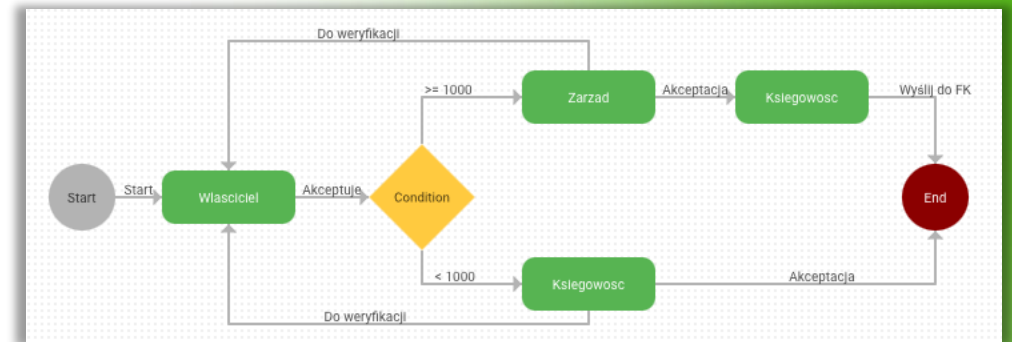 Do weryfikacji
>= 1000
Zarzad
Akceptacja
Ksiegowosc
Wyślij do FK
Start
Start
Wlasciciel
Akceptuje
Condition
End
< 1000
Ksiegowosc
Akceptacja
Do weryfikacji